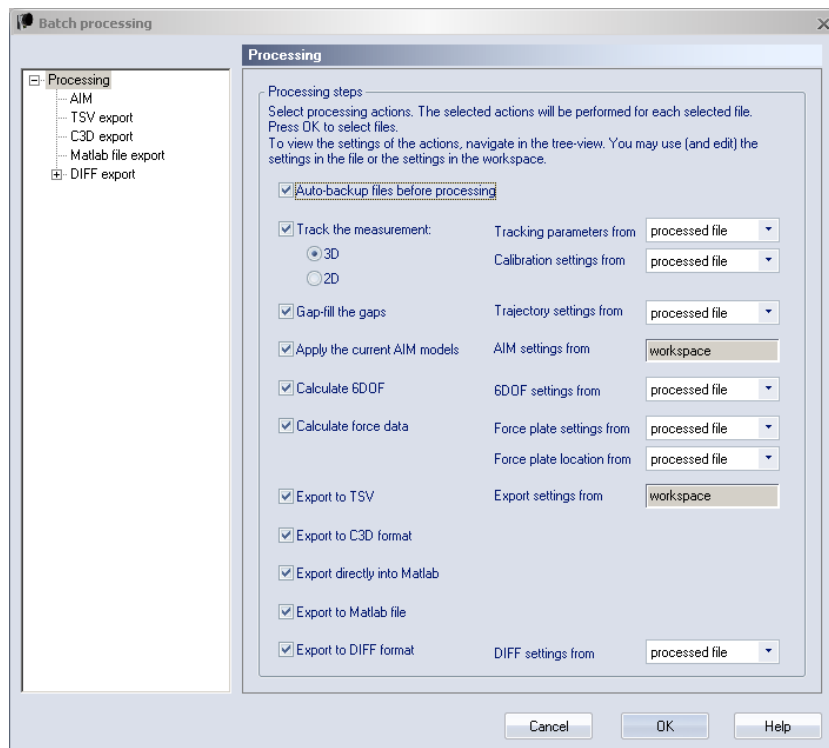 Batch processing
Processing
Processing
AIM
TSV export
C3D export
Matlab file export
DIFF export
Processing steps
Select processing actions. The selected actions will be performed for each selected file.
Press OK to select files.
To view the settings of the actions, navigate in the tree-view. You may use (and edit) the
settings in the file or the settings in the workspace.
Auto-backup files before processing
Track the measurement: Tracking parameters from processed file
3D Calibration settings from processed file
2D
Gap-fill the gaps Trajectory settings from processed file
Apply the current AIM models AIM settings from workspace
Calculate 6DOF 6DOF settings from processed file
Calculate force data Force plate settings from processed file
Force plate location from processed file
Export to TSV Export settings from workspace
Export to C3D format
Export directly into Matlab
Export to Matlab file
Export to DIFF format DIFF settings from processed file
Cancel OK Help